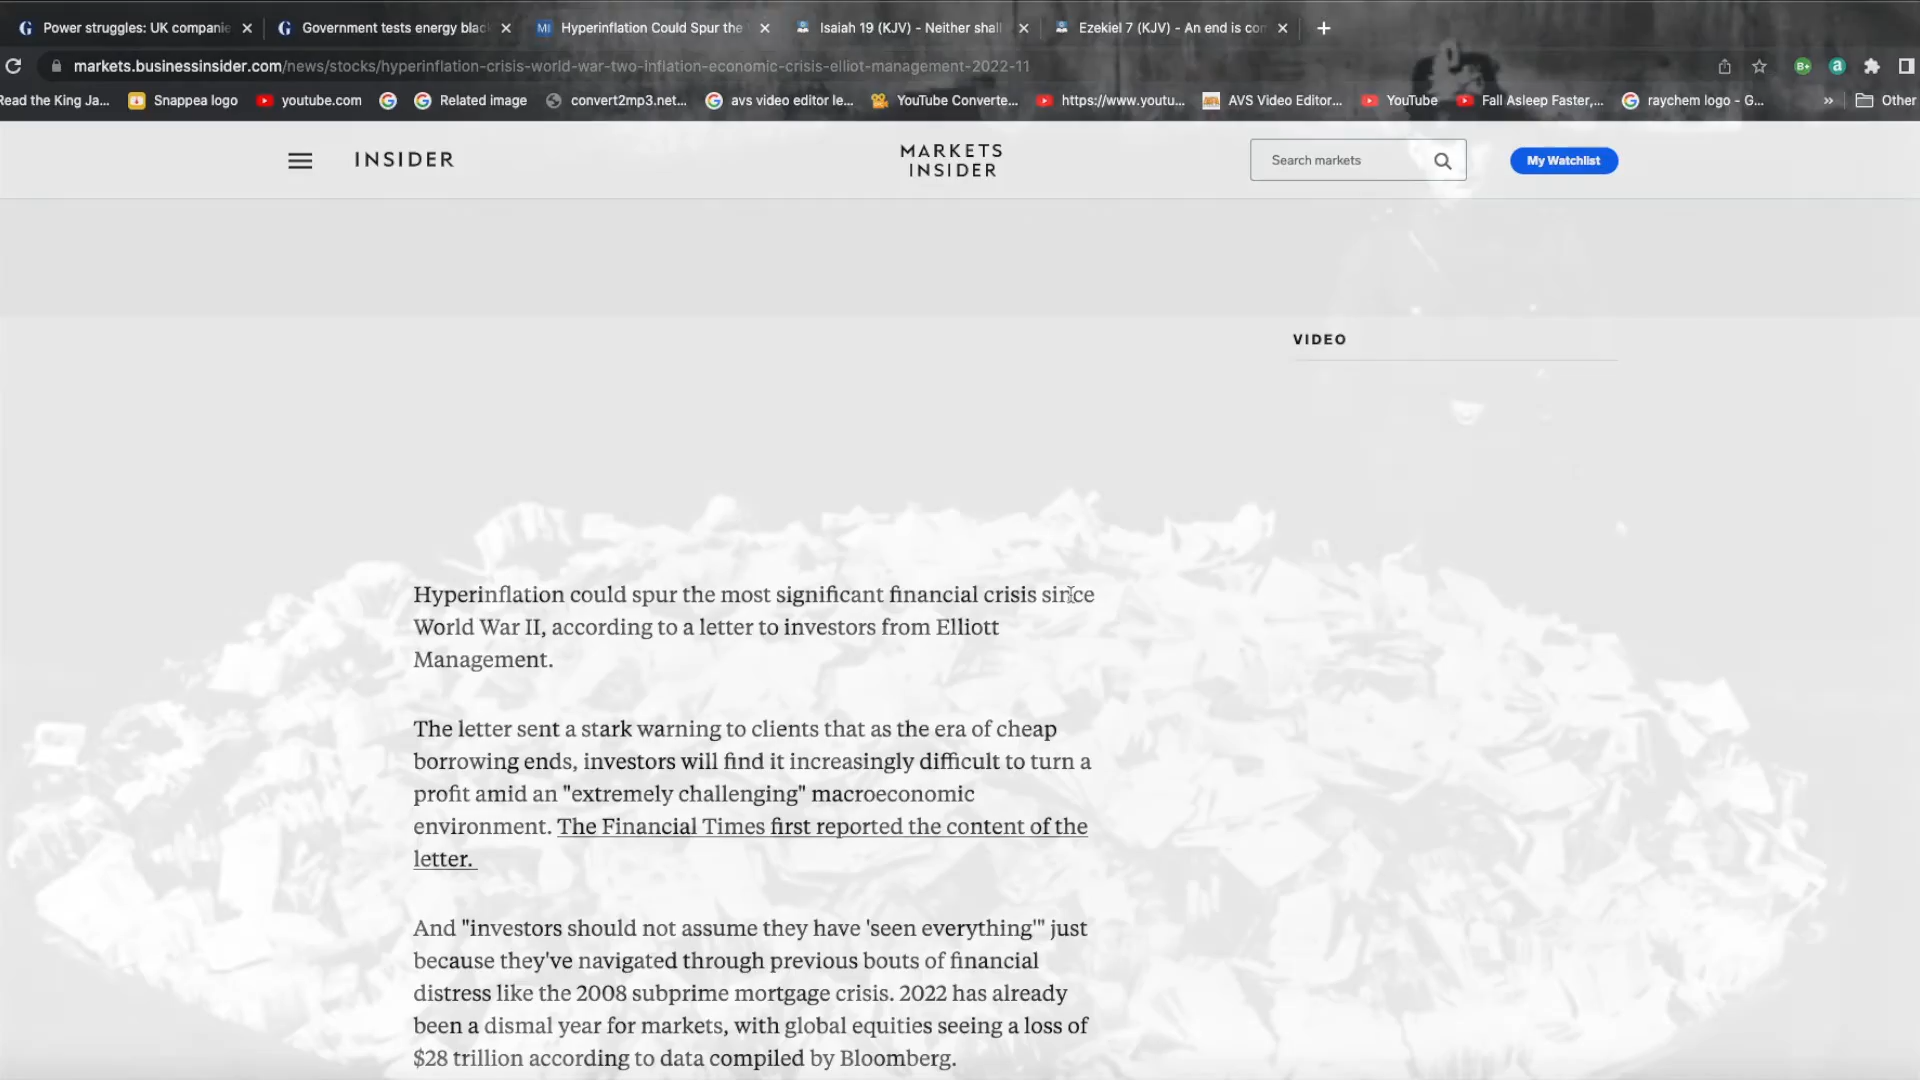 Power struggles: UK companie
Government tests energy blac
Hyperinflation Could Spur the
Isaiah 19 (KJV) - Neither shall
Ezekiel 7 (KJV) - An end is com
markets.businessinsider.com/news/stocks/hyperinflation-crisis-world-war-two-inflation-economic-crisis-elliot-management-2022-11
Read the King Ja... Snappea logo youtube.com Related image convert2mp3.net... avs video editor le... YouTube Converte... https://www.youtu... AVS Video Editor... YouTube Fall Asleep Faster,... raychem logo - G... » Other
INSIDER
MARKETS
INSIDER
Search markets
My Watchlist
VIDEO
Hyperinflation could spur the most significant financial crisis since
World War II, according to a letter to investors from Elliott
Management.
The letter sent a stark warning to clients that as the era of cheap
borrowing ends, investors will find it increasingly difficult to turn a
profit amid an "extremely challenging" macroeconomic
environment. The Financial Times first reported the content of the
letter.
And "investors should not assume they have 'seen everything'" just
because they've navigated through previous bouts of financial
distress like the 2008 subprime mortgage crisis. 2022 has already
been a dismal year for markets, with global equities seeing a loss of
$28 trillion according to data compiled by Bloomberg.